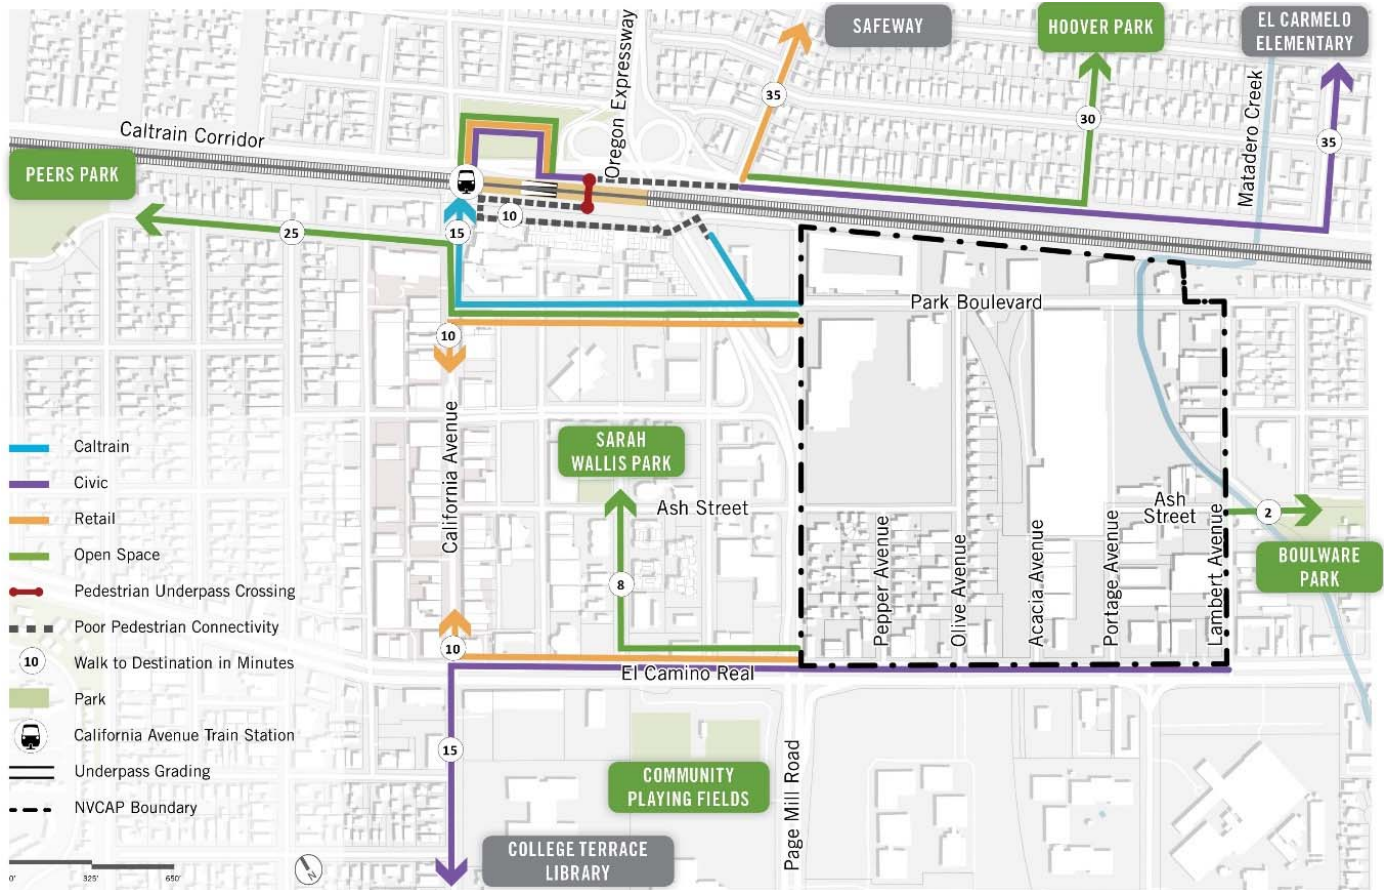 SAFEWAY
HOOVER PARK
EL CARMELO
ELEMENTARY
Oregon Expressway
35
30
35
Matadero Creek
Caltrain Corridor
PEERS PARK
10
15
25
Park Boulevard
10
California Avenue
SARAH
WALLIS PARK
Ash Street
Ash
Street
2
BOULWARE
PARK
8
Pepper Avenue
Olive Avenue
Acacia Avenue
Portage Avenue
Lambert Avenue
10
El Camino Real
15
COMMUNITY
PLAYING FIELDS
Page Mill Road
COLLEGE TERRACE
LIBRARY
Caltrain
Civic
Retail
Open Space
Pedestrian Underpass Crossing
Poor Pedestrian Connectivity
10 Walk to Destination in Minutes
Park
California Avenue Train Station
Underpass Grading
NVCAP Boundary
0' 325' 650'
N